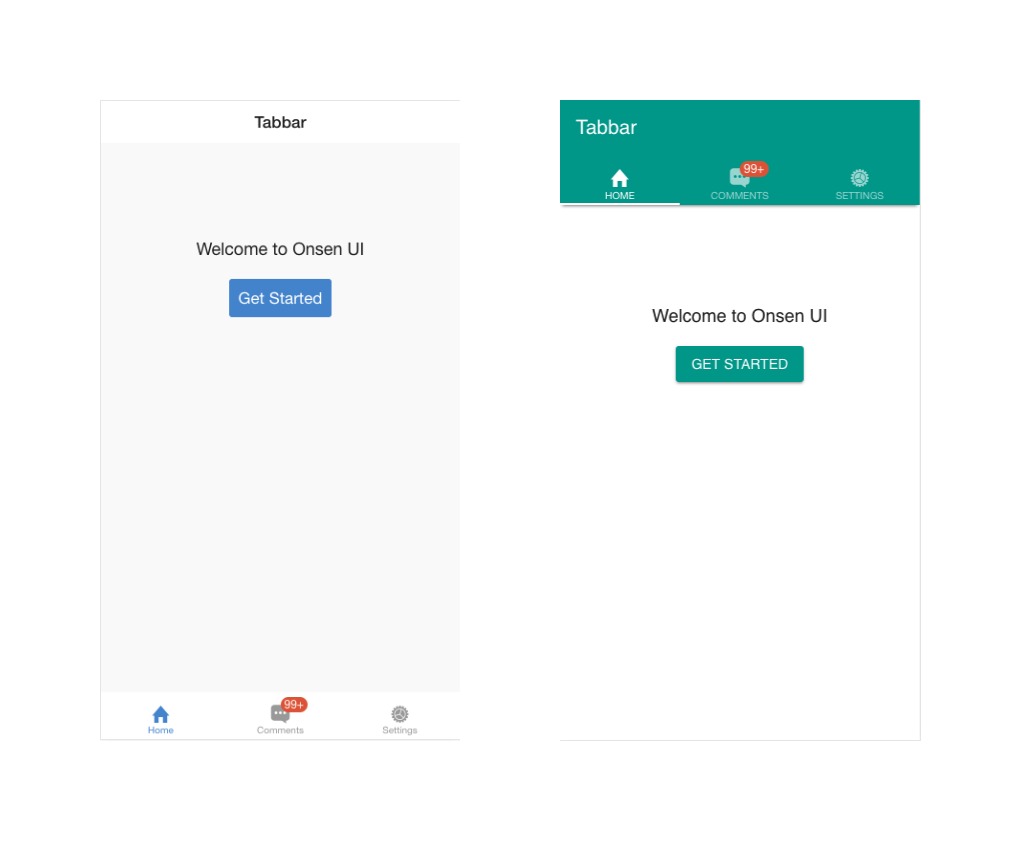 Tabbar
Welcome to Onsen UI
Get Started
99+
Home Comments Settings
Tabbar
99+
HOME COMMENTS SETTINGS
Welcome to Onsen UI
GET STARTED